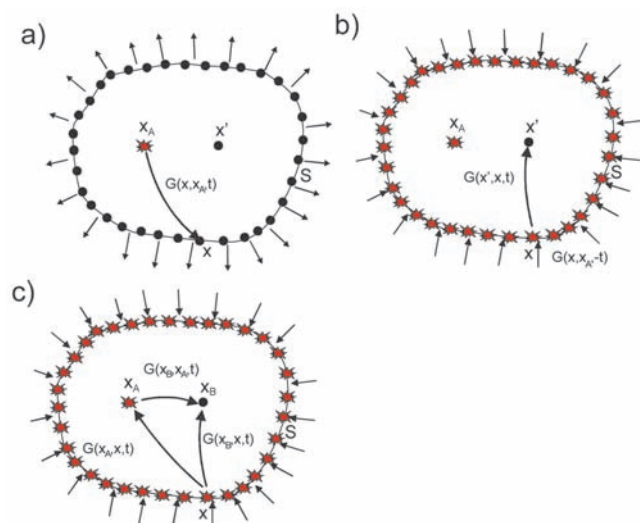 a)
x_A
x'
S
G(x,x_A,t)
x
b)
x_A
x'
G(x',x,t)
S
x
G(x,x_A,-t)
c)
G(x_B,x_A,t)
x_A
x_B
G(x_A,x,t)
G(x_B,x,t)
S
x